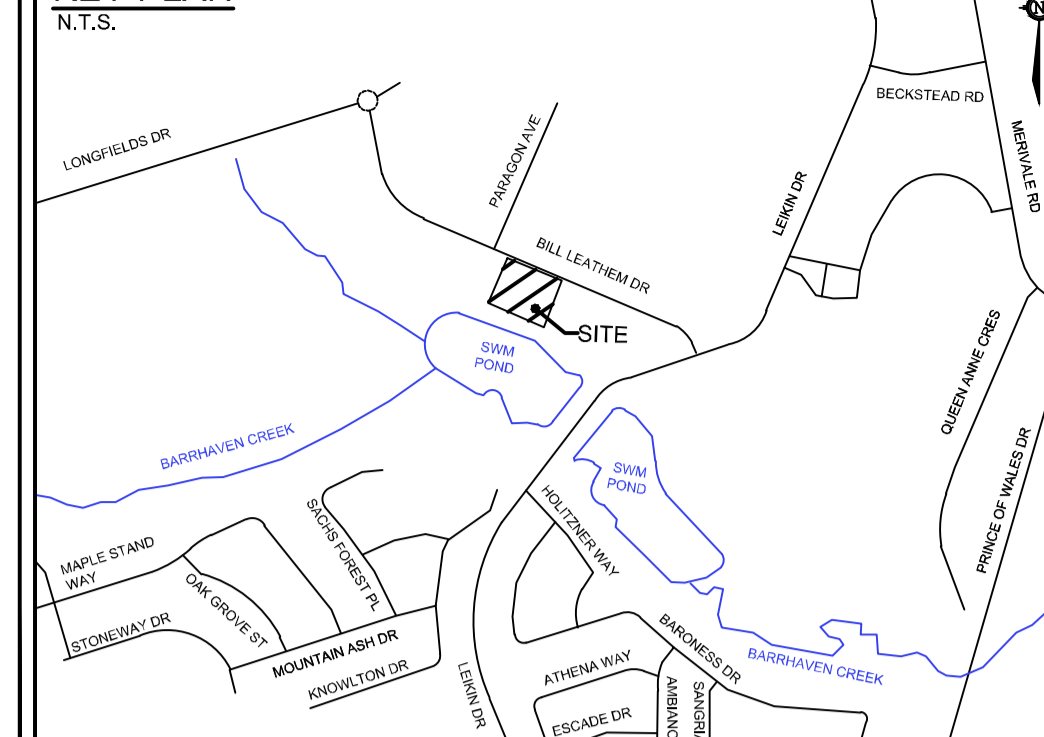 N.T.S.
N
BECKSTEAD RD
LONGFIELDS DR
PARAGON AVE
MERIVALE RD
LEIKIN DR
BILL LEATHEM DR
SITE
SWM
POND
QUEEN ANNE CRES
BARRHAVEN CREEK
SWM
POND
PRINCE OF WALES DR
HOLITZNER WAY
SACHS FOREST PL
MAPLE STAND
WAY
OAK GROVE ST
STONEWAY DR
MOUNTAIN ASH DR
KNOWLTON DR
BARONESS DR
BARRHAVEN CREEK
ATHENA WAY
LEIKIN DR
ESCADE DR